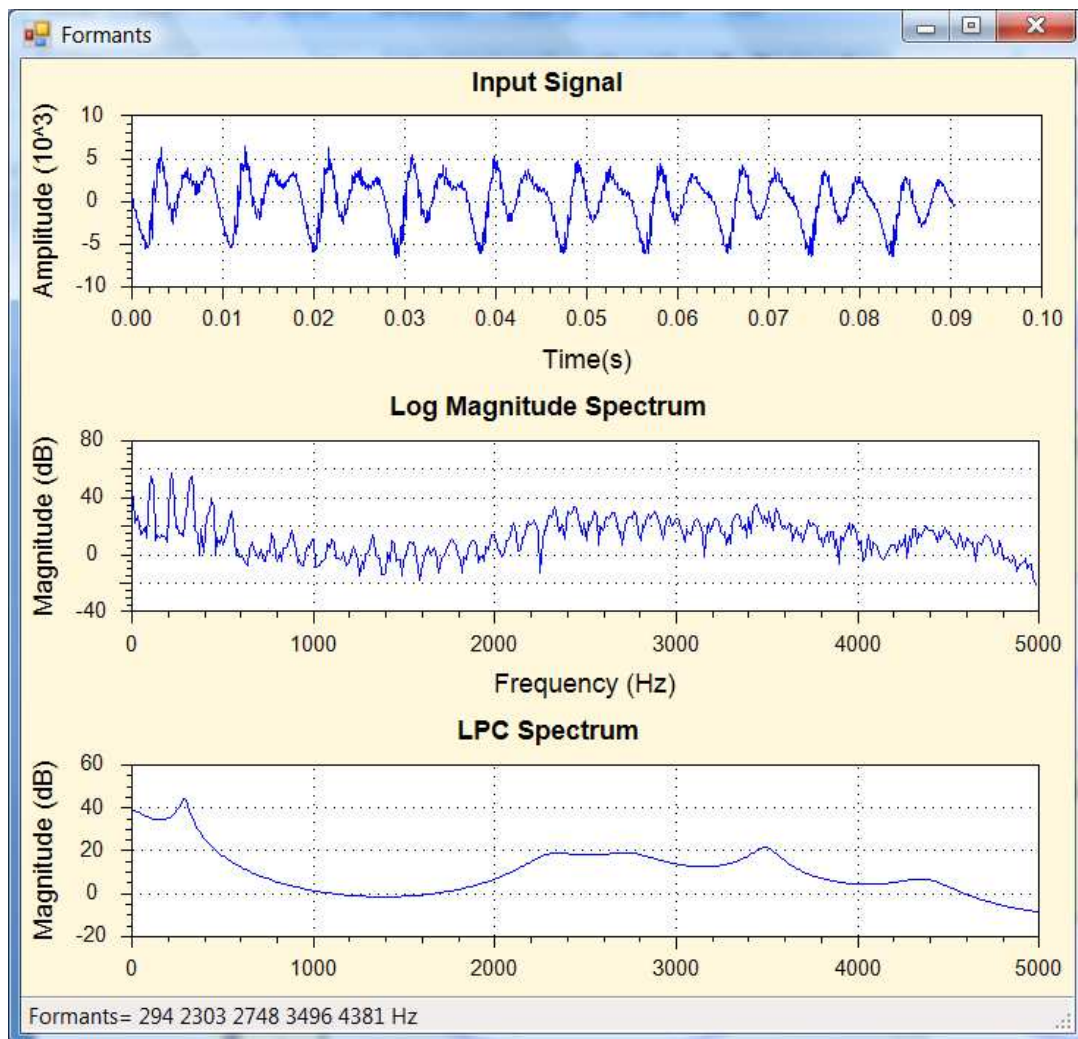 Formants
Input Signal
Amplitude (10^3)
10
5
0
-5
-10
0.00 0.01 0.02 0.03 0.04 0.05 0.06 0.07 0.08 0.09 0.10
Time(s)
Log Magnitude Spectrum
Magnitude (dB)
80
40
0
-40
0 1000 2000 3000 4000 5000
Frequency (Hz)
LPC Spectrum
Magnitude (dB)
60
40
20
0
-20
0 1000 2000 3000 4000 5000
Formants= 294 2303 2748 3496 4381 Hz